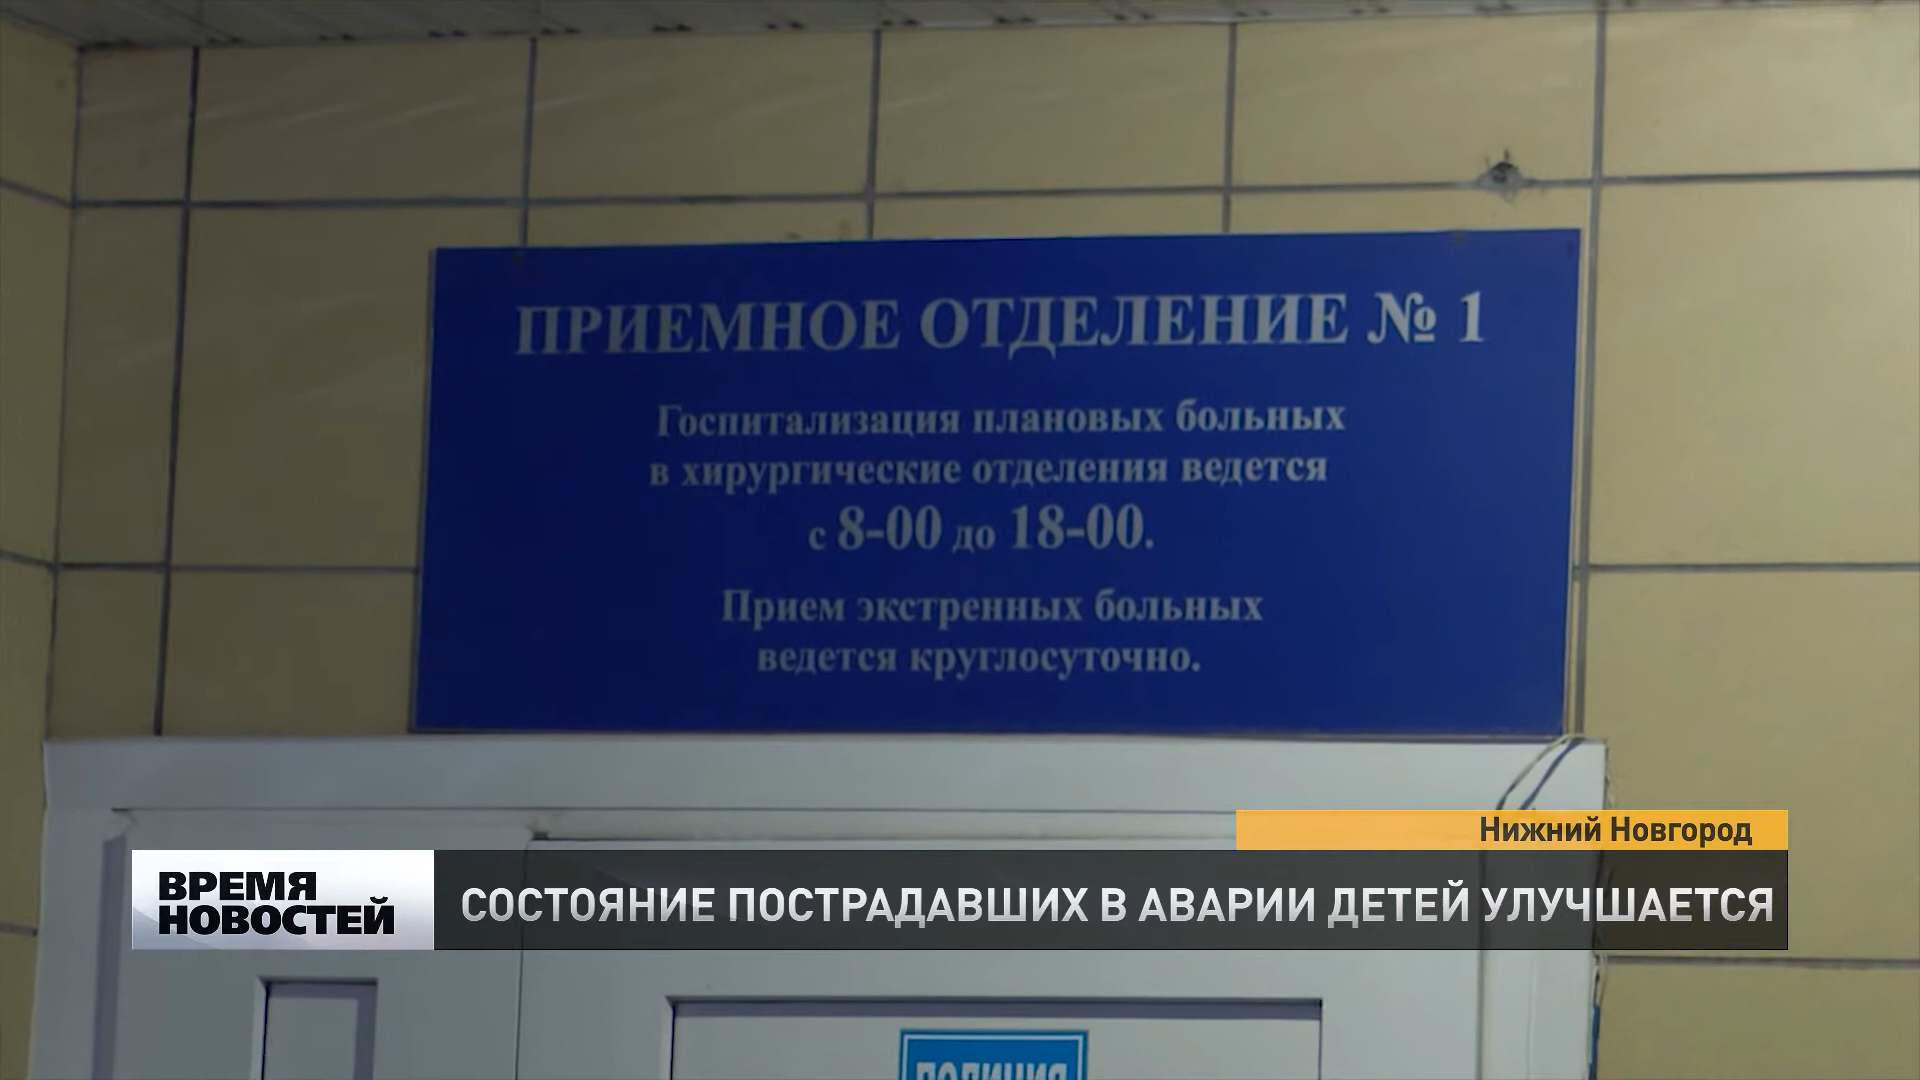 ПРИЕМНОЕ ОТДЕЛЕНИЕ № 1
Госпитализация плановых больных
в хирургические отделения ведется
с 8-00 до 18-00.
Прием экстренных больных
ведется круглосуточно.
Нижний Новгород
ВРЕМЯ
НОВОСТЕЙ
СОСТОЯНИЕ ПОСТРАДАВШИХ В АВАРИИ ДЕТЕЙ УЛУЧШАЕТСЯ
ПОЛИЦИЯ